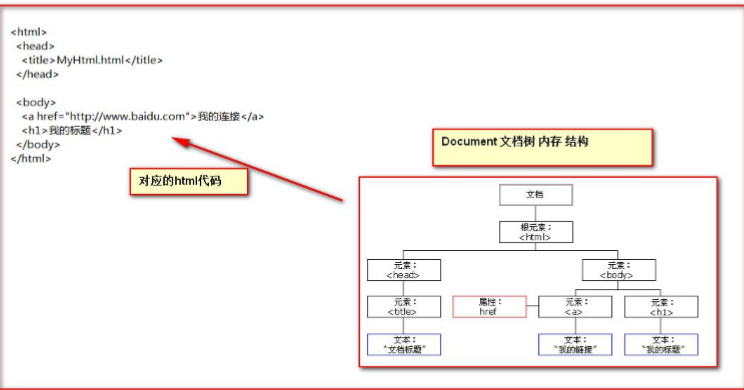 <html>
<head>
<title>MyHtml.html</title>
</head>
<body>
<a href="http://www.baidu.com">我的连接</a>
<h1>我的标题</h1>
</body>
</html>
对应的html代码
Document 文档树 内存 结构
文档
根元素：
<html>
元素：
<head>
元素：
<body>
元素：
<title>
属性：
href
元素：
<a>
元素：
<h1>
文本：
"文档标题"
文本：
"我的链接"
文本：
"我的标题"